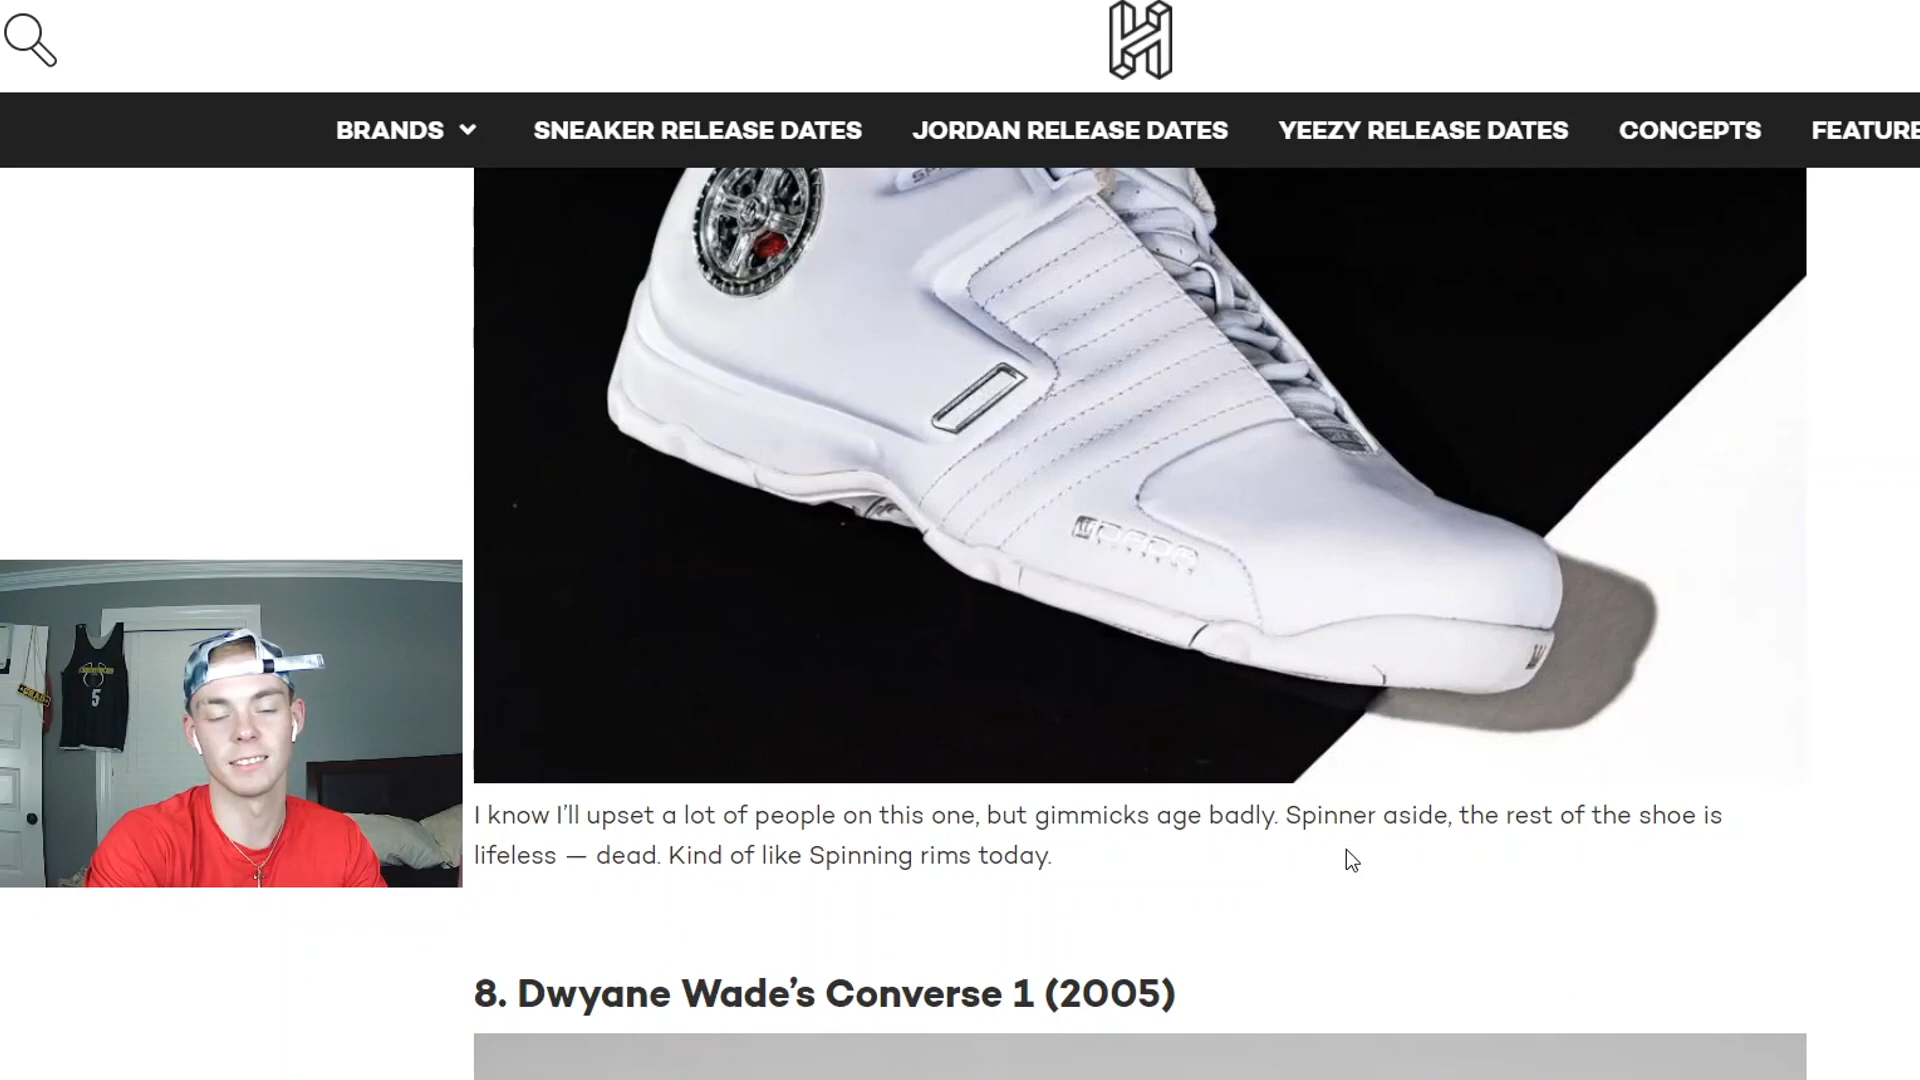 BRANDS
SNEAKER RELEASE DATES
JORDAN RELEASE DATES
YEEZY RELEASE DATES
CONCEPTS
FEATURE
DADA
5
I know I'll upset a lot of people on this one, but gimmicks age badly. Spinner aside, the rest of the shoe is
lifeless — dead. Kind of like Spinning rims today.
8. Dwyane Wade's Converse 1 (2005)